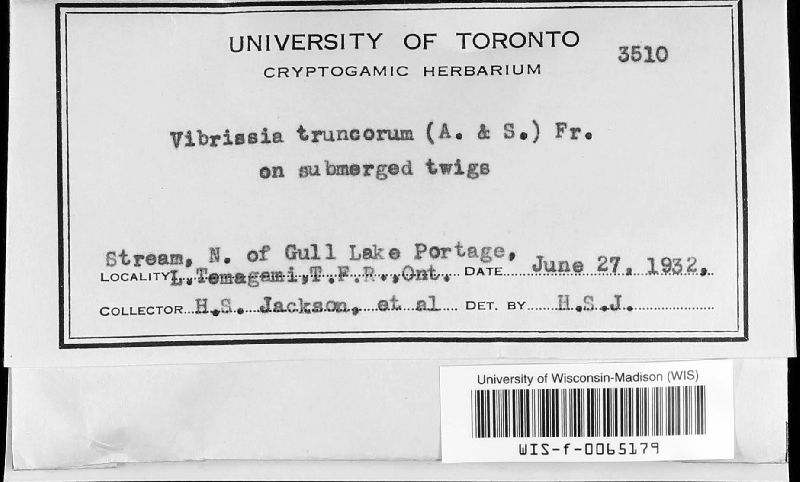 UNIVERSITY OF TORONTO
CRYPTOGAMIC HERBARIUM
3510
Vibrissia truncorum (A. & S.) Fr.
on submerged twigs
Stream, N. of Gull Lake Portage,
LOCALITY L. Temagami, T.F.R., Ont. DATE June 27, 1932,
COLLECTOR H.S. Jackson, et al DET. BY H.S.J.
University of Wisconsin-Madison (WIS)
WIS-f-0065179